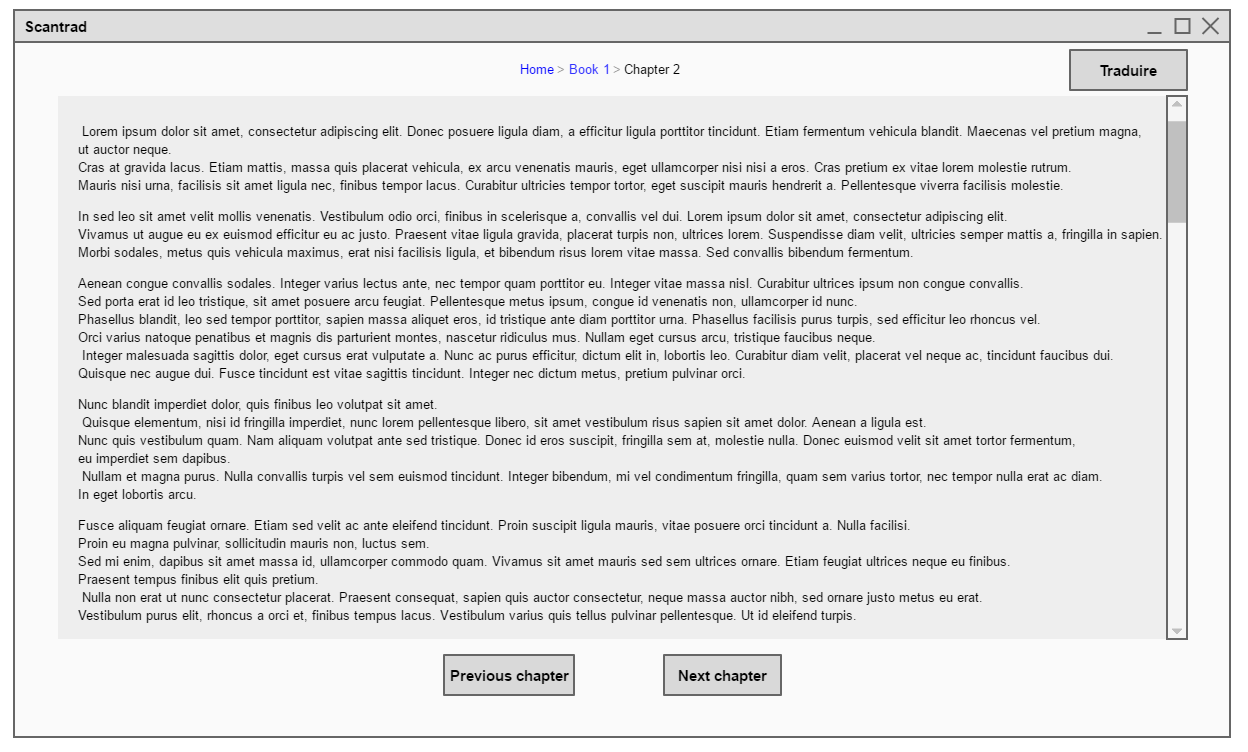 Scantrad
Home > Book 1 > Chapter 2
Traduire
Lorem ipsum dolor sit amet, consectetur adipiscing elit. Donec posuere ligula diam, a efficitur ligula porttitor tincidunt. Etiam fermentum vehicula blandit. Maecenas vel pretium magna,
ut auctor neque.
Cras at gravida lacus. Etiam mattis, massa quis placerat vehicula, ex arcu venenatis mauris, eget ullamcorper nisi nisi a eros. Cras pretium ex vitae lorem molestie rutrum.
Mauris nisi urna, facilisis sit amet ligula nec, finibus tempor lacus. Curabitur ultricies tempor tortor, eget suscipit mauris hendrerit a. Pellentesque viverra facilisis molestie.
In sed leo sit amet velit mollis venenatis. Vestibulum odio orci, finibus in scelerisque a, convallis vel dui. Lorem ipsum dolor sit amet, consectetur adipiscing elit.
Vivamus ut augue eu ex euismod efficitur eu ac justo. Praesent vitae ligula gravida, placerat turpis non, ultrices lorem. Suspendisse diam velit, ultricies semper mattis a, fringilla in sapien.
Morbi sodales, metus quis vehicula maximus, erat nisi facilisis ligula, et bibendum risus lorem vitae massa. Sed convallis bibendum fermentum.
Aenean congue convallis sodales. Integer varius lectus ante, nec tempor quam porttitor eu. Integer vitae massa nisl. Curabitur ultrices ipsum non congue convallis.
Sed porta erat id leo tristique, sit amet posuere arcu feugiat. Pellentesque metus ipsum, congue id venenatis non, ullamcorper id nunc.
Phasellus blandit, leo sed tempor porttitor, sapien massa aliquet eros, id tristique ante diam porttitor urna. Phasellus facilisis purus turpis, sed efficitur leo rhoncus vel.
Orci varius natoque penatibus et magnis dis parturient montes, nascetur ridiculus mus. Nullam eget cursus arcu, tristique faucibus neque.
Integer malesuada sagittis dolor, eget cursus erat vulputate a. Nunc ac purus efficitur, dictum elit in, lobortis leo. Curabitur diam velit, placerat vel neque ac, tincidunt faucibus dui.
Quisque nec augue dui. Fusce tincidunt est vitae sagittis tincidunt. Integer nec dictum metus, pretium pulvinar orci.
Nunc blandit imperdiet dolor, quis finibus leo volutpat sit amet.
Quisque elementum, nisi id fringilla imperdiet, nunc lorem pellentesque libero, sit amet vestibulum risus sapien sit amet dolor. Aenean a ligula est.
Nunc quis vestibulum quam. Nam aliquam volutpat ante sed tristique. Donec id eros suscipit, fringilla sem at, molestie nulla. Donec euismod velit sit amet tortor fermentum,
eu imperdiet sem dapibus.
Nullam et magna purus. Nulla convallis turpis vel sem euismod tincidunt. Integer bibendum, mi vel condimentum fringilla, quam sem varius tortor, nec tempor nulla erat ac diam.
In eget lobortis arcu.
Fusce aliquam feugiat ornare. Etiam sed velit ac ante eleifend tincidunt. Proin suscipit ligula mauris, vitae posuere orci tincidunt a. Nulla facilisi.
Proin eu magna pulvinar, sollicitudin mauris non, luctus sem.
Sed mi enim, dapibus sit amet massa id, ullamcorper commodo quam. Vivamus sit amet mauris sed sem ultrices ornare. Etiam feugiat ultrices neque eu finibus.
Praesent tempus finibus elit quis pretium.
Nulla non erat ut nunc consectetur placerat. Praesent consequat, sapien quis auctor consectetur, neque massa auctor nibh, sed ornare justo metus eu erat.
Vestibulum purus elit, rhoncus a orci et, finibus tempus lacus. Vestibulum varius quis tellus pulvinar pellentesque. Ut id eleifend turpis.
Previous chapter
Next chapter